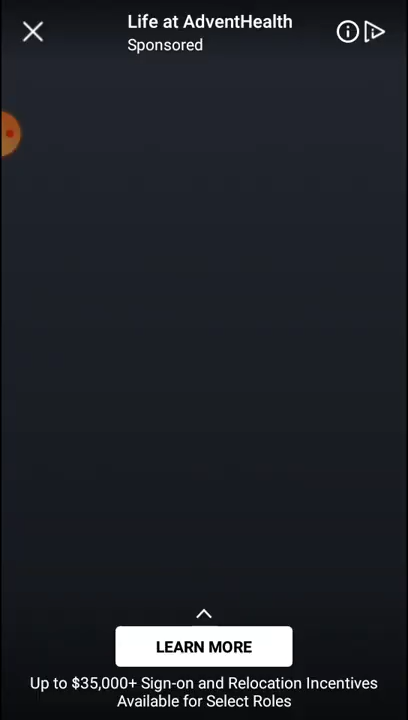 Life at AdventHealth
Sponsored
LEARN MORE
Up to $35,000+ Sign-on and Relocation Incentives
Available for Select Roles